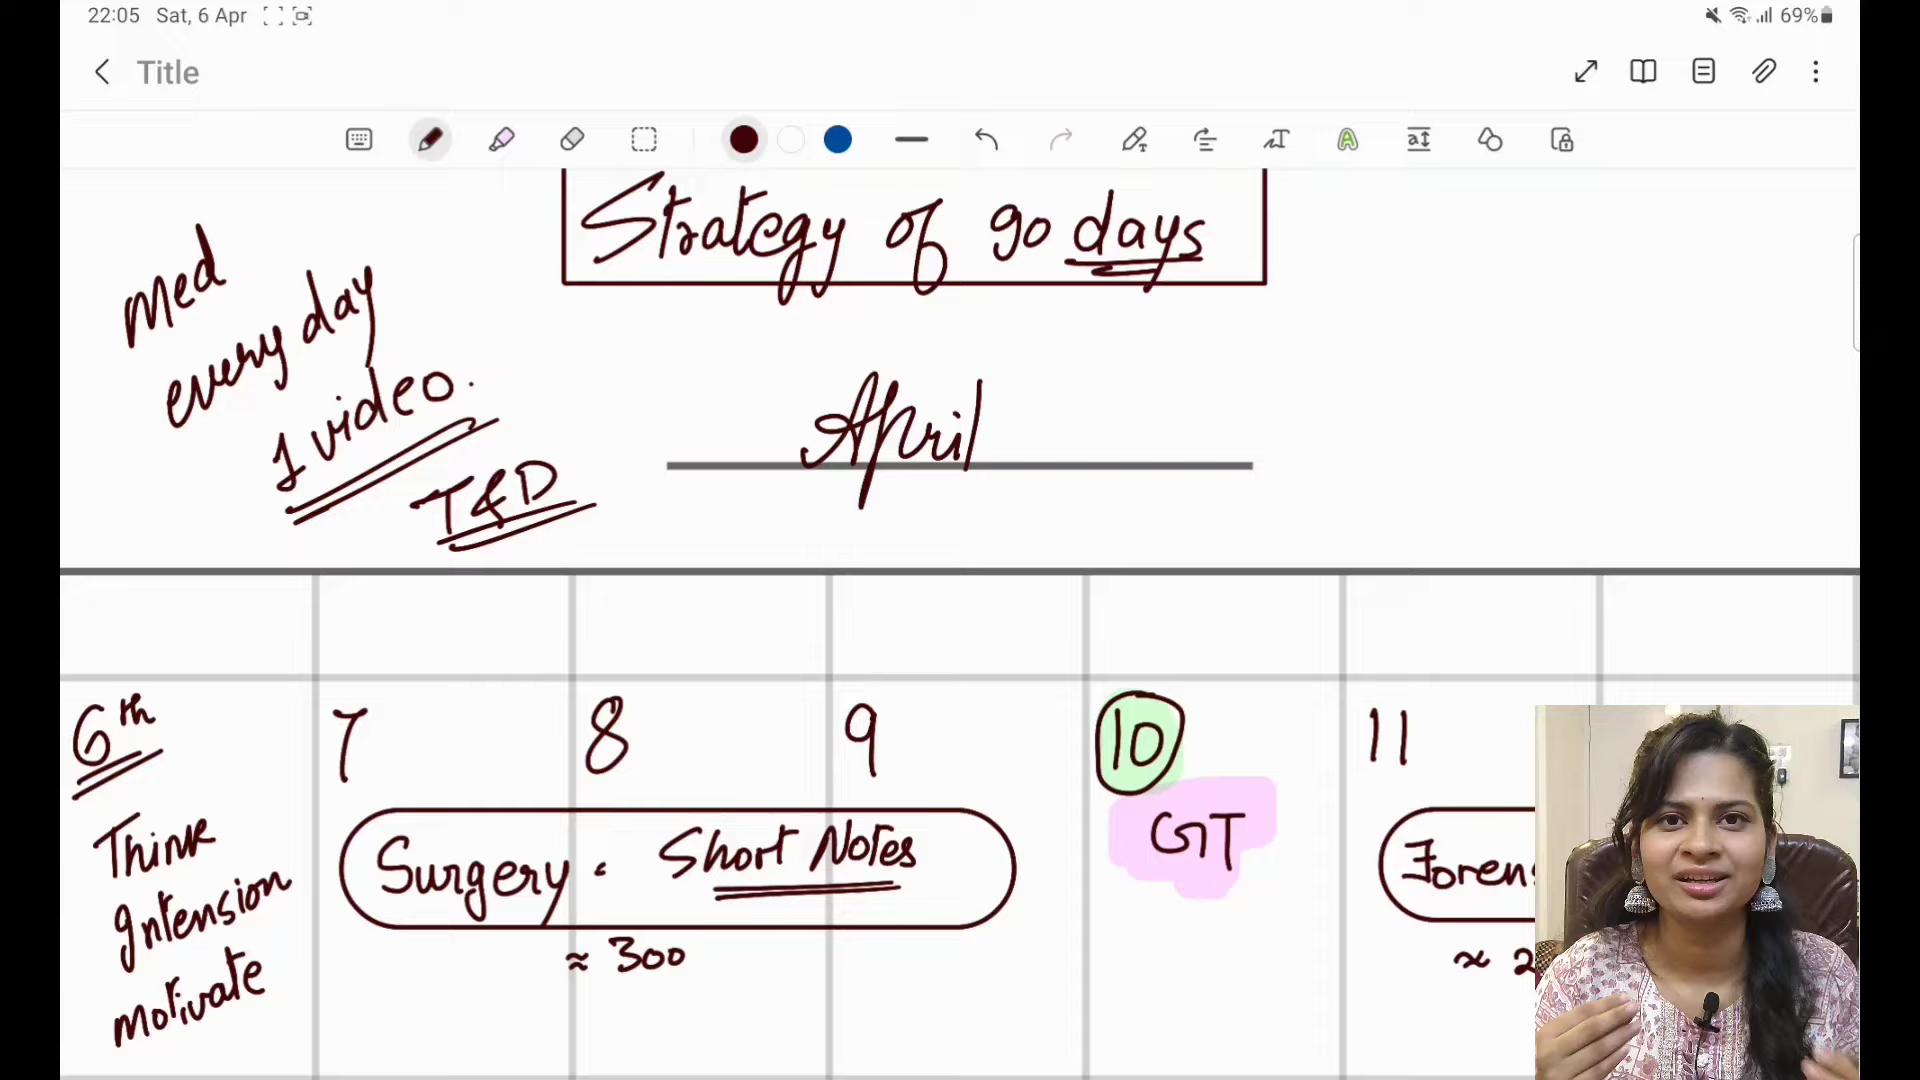 22:05 Sat, 6 Apr
69%
Title
Strategy of 90 days
Med
every day
1 video.
T&D
April
6th
7
8
9
10
11
Think
Intension
motivate
Surgery. Short Notes
≈ 300
GT
Foren
≈ 2